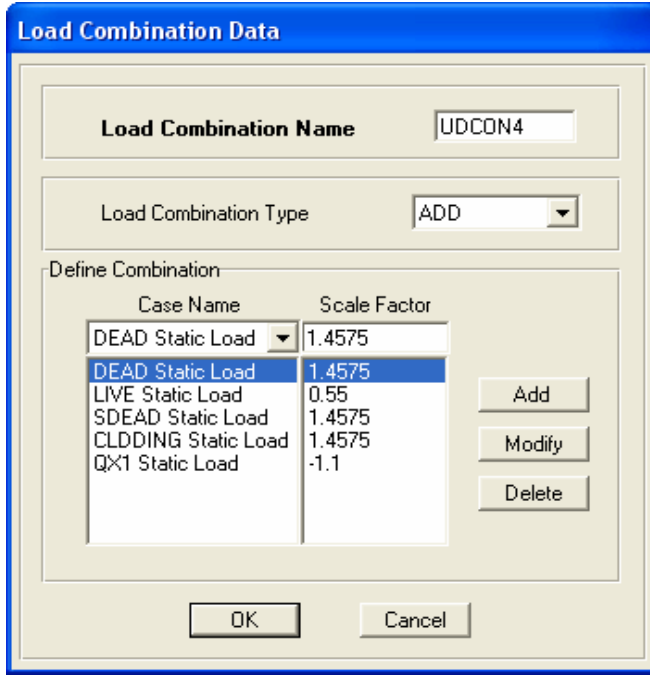 Load Combination Data
Load Combination Name UDCON4
Load Combination Type ADD
Define Combination
Case Name Scale Factor
DEAD Static Load 1.4575
DEAD Static Load 1.4575
LIVE Static Load 0.55
SDEAD Static Load 1.4575
CLDDING Static Load 1.4575
QX1 Static Load -1.1
Add
Modify
Delete
OK Cancel